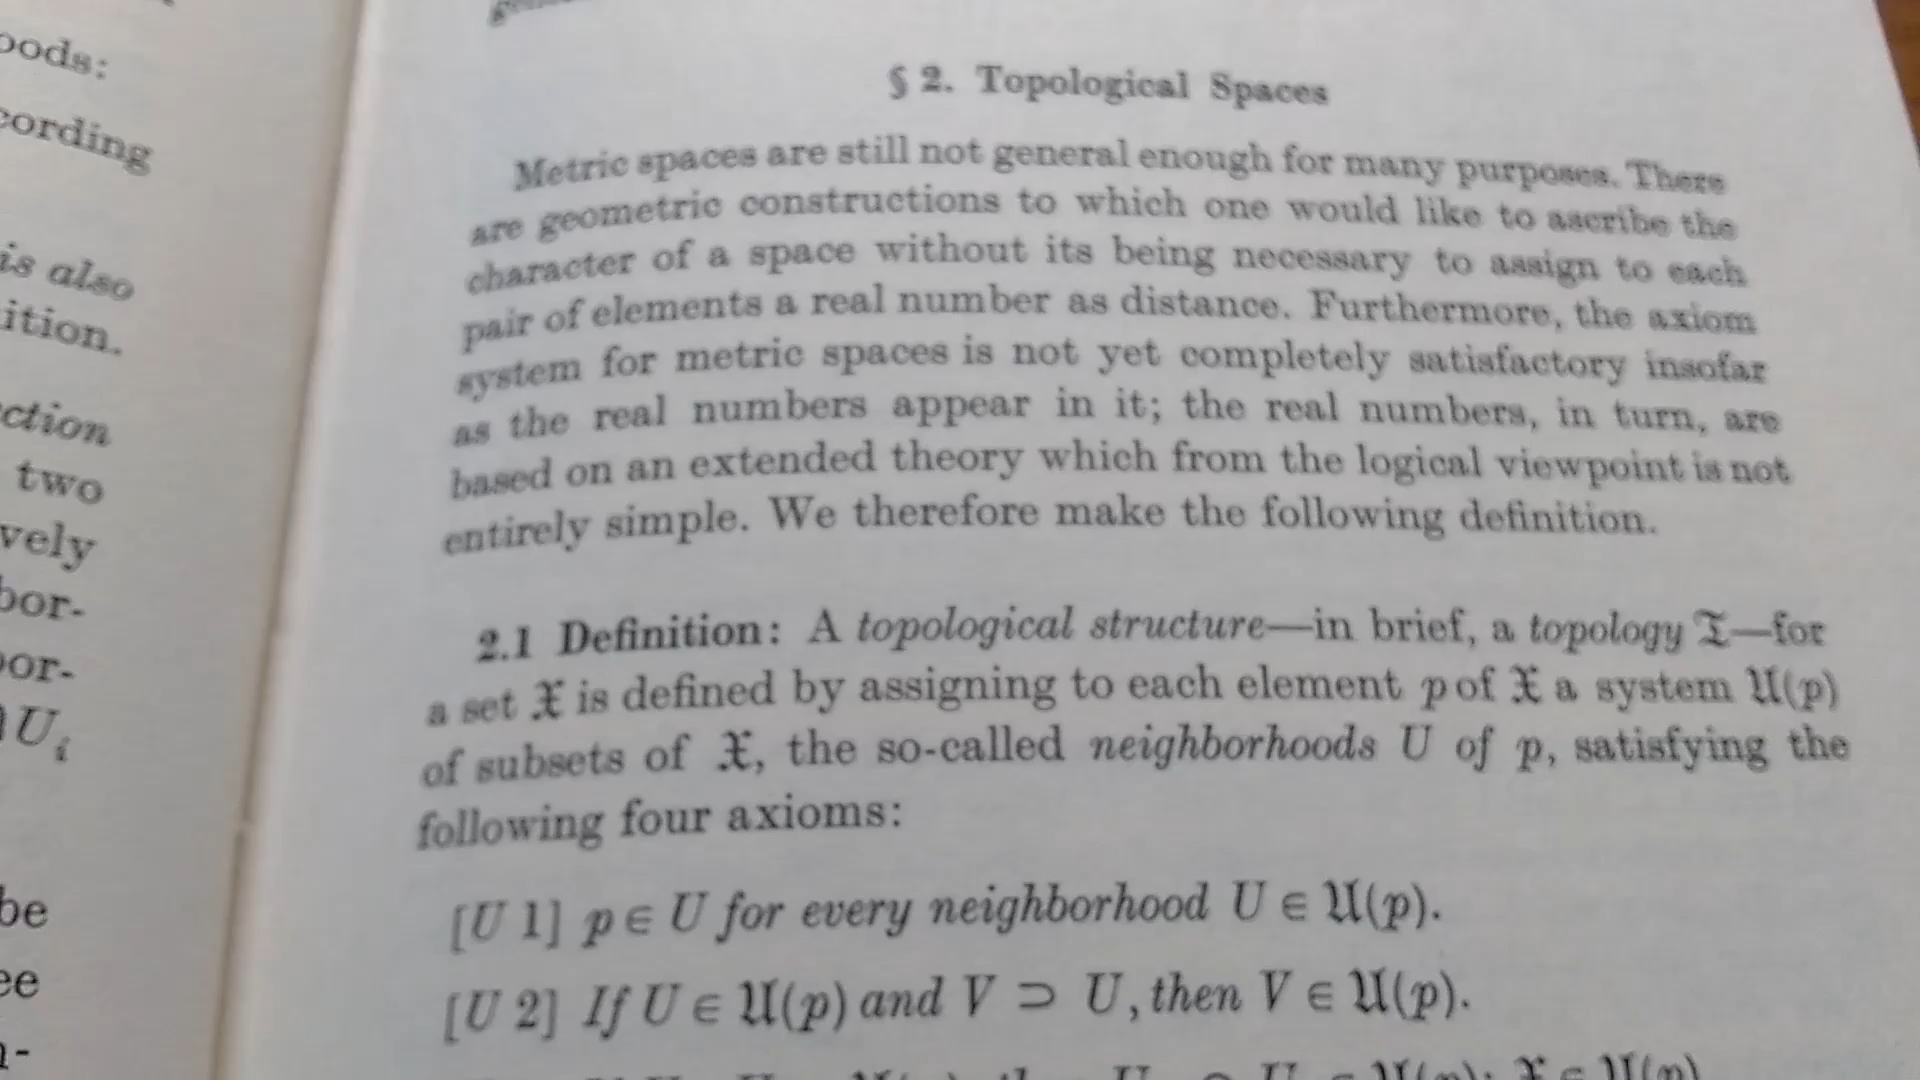 oods:
cording
is also
ition.
ction
two
vely
bor-
or-
U_i
be
ee
§ 2. Topological Spaces
Metric spaces are still not general enough for many purposes. There
are geometric constructions to which one would like to ascribe the
character of a space without its being necessary to assign to each
pair of elements a real number as distance. Furthermore, the axiom
system for metric spaces is not yet completely satisfactory insofar
as the real numbers appear in it; the real numbers, in turn, are
based on an extended theory which from the logical viewpoint is not
entirely simple. We therefore make the following definition.
2.1 Definition: A topological structure—in brief, a topology 𝔗—for
a set 𝔛 is defined by assigning to each element p of 𝔛 a system 𝔘(p)
of subsets of 𝔛, the so-called neighborhoods U of p, satisfying the
following four axioms:
[U 1] p ∈ U for every neighborhood U ∈ 𝔘(p).
[U 2] If U ∈ 𝔘(p) and V ⊃ U, then V ∈ 𝔘(p).